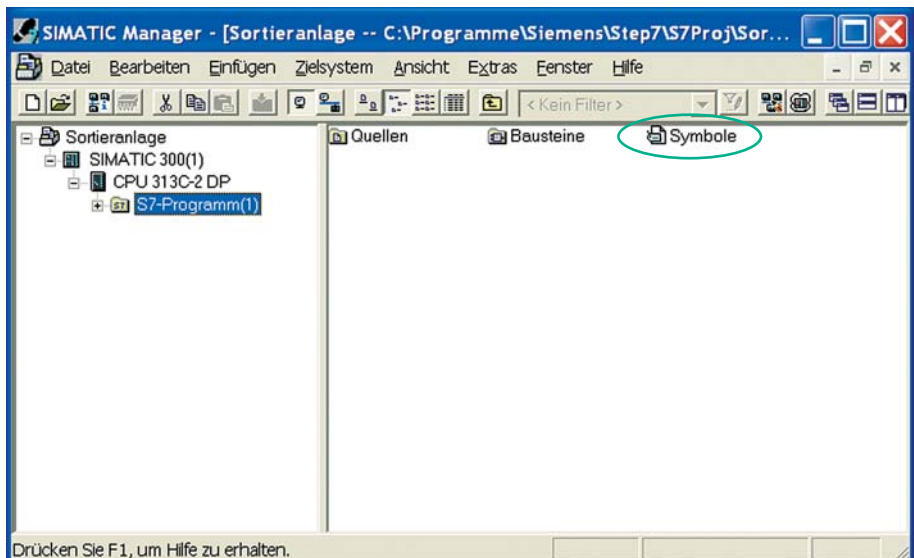 SIMATIC Manager - [Sortieranlage -- C:\Programme\Siemens\Step7\S7Proj\Sor...
Datei Bearbeiten Einfügen Zielsystem Ansicht Extras Fenster Hilfe
< Kein Filter >
Sortieranlage
SIMATIC 300(1)
CPU 313C-2 DP
S7-Programm(1)
Quellen Bausteine Symbole
Drücken Sie F1, um Hilfe zu erhalten.